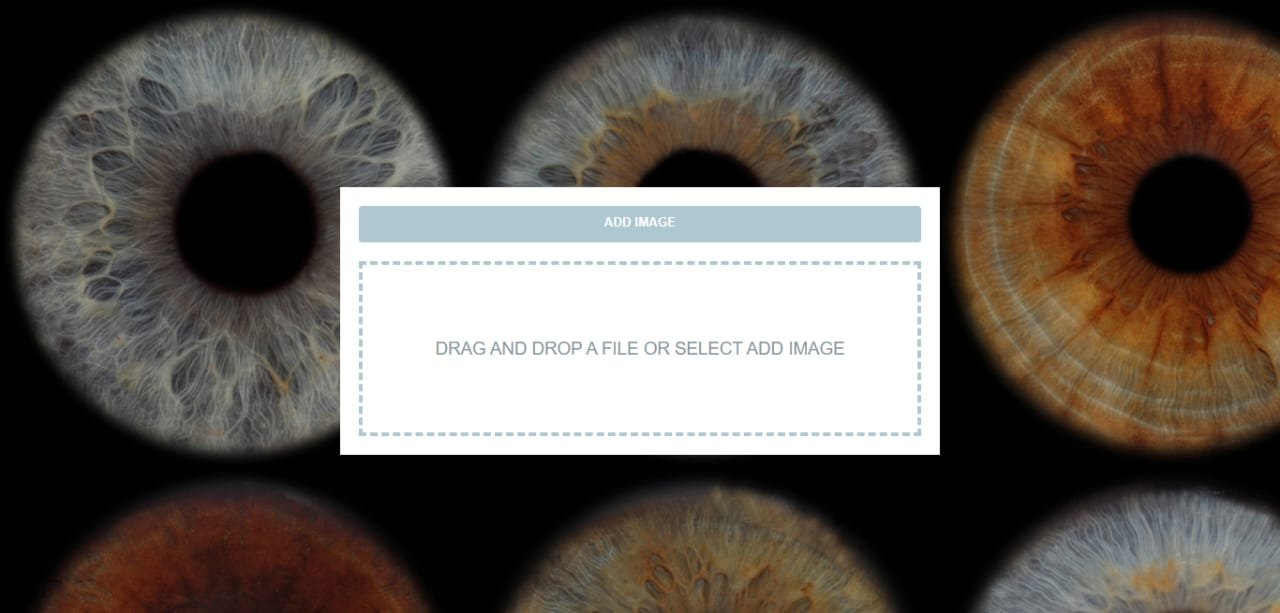 ADD IMAGE
DRAG AND DROP A FILE OR SELECT ADD IMAGE